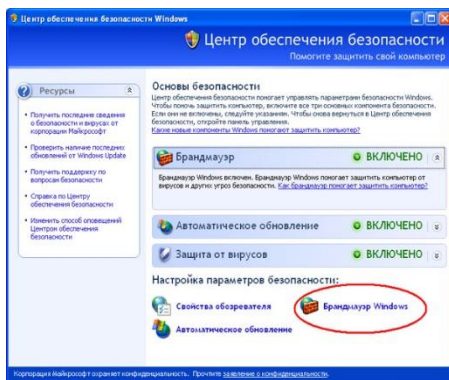 Центр обеспечения безопасности Windows
Центр обеспечения безопасности
Помогите защитить свой компьютер
Ресурсы
Получить последние сведения
о безопасности и вирусах от
корпорации Майкрософт
Проверить наличие последних
обновлений от Windows Update
Получить поддержку по
вопросам безопасности
Справка по Центру
обеспечения безопасности
Изменить способ оповещений
Центром обеспечения
безопасности
Основы безопасности
Центр обеспечения безопасности помогает управлять параметрами безопасности Windows.
Чтобы помочь защитить компьютер, включите все три основных компонента безопасности.
Если они не включены, следуйте указаниям. Чтобы снова вернуться в Центр обеспечения
безопасности, откройте панель управления.
Какие новые компоненты Windows помогают защитить компьютер?
Брандмауэр
ВКЛЮЧЕНО
Брандмауэр Windows включен. Брандмауэр Windows помогает защитить компьютер от
вирусов и других угроз безопасности. Как брандмауэр помогает защитить компьютер?
Автоматическое обновление
ВКЛЮЧЕНО
Защита от вирусов
ВКЛЮЧЕНО
Настройка параметров безопасности:
Свойства обозревателя
Брандмауэр Windows
Автоматическое обновление
Корпорация Майкрософт охраняет конфиденциальность. Прочтите заявление о конфиденциальности.